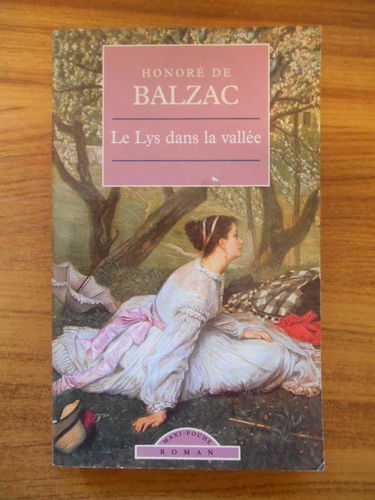 HONORÉ DE
BALZAC
Le Lys dans la vallée
MAXI-POCHE
ROMAN